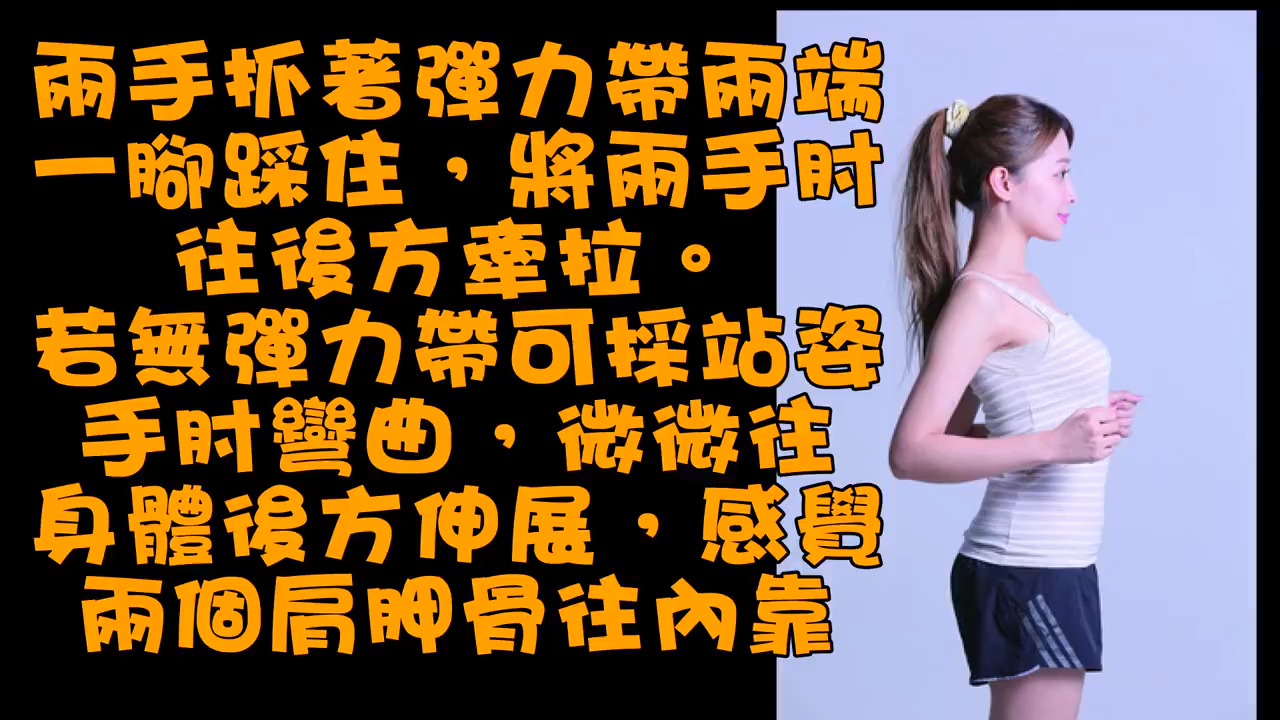 兩手抓著彈力帶兩端
一腳踩住，將兩手肘
往後方牽拉。
若無彈力帶可採站姿
手肘彎曲，微微往
身體後方伸展，感覺
兩個肩胛骨往內靠